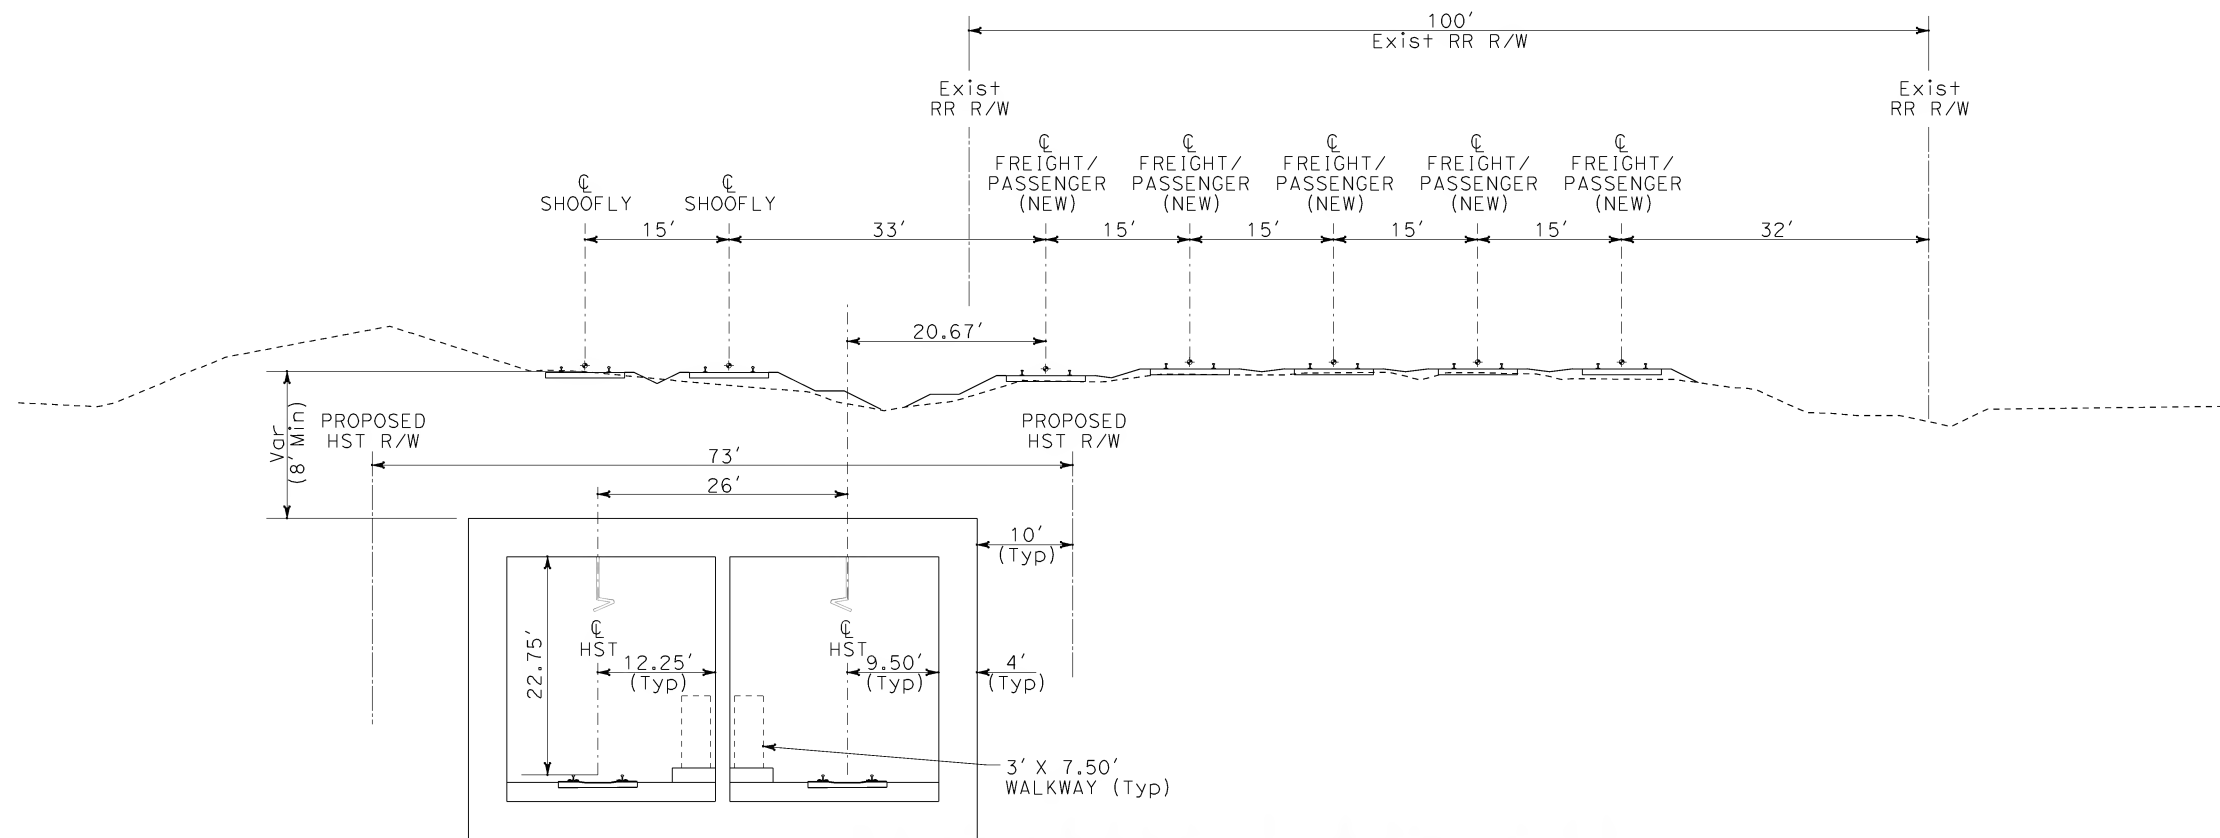 100'
Exist RR R/W
Exist
RR R/W
Exist
RR R/W
℄
SHOOFLY
℄
SHOOFLY
℄
FREIGHT/
PASSENGER
(NEW)
℄
FREIGHT/
PASSENGER
(NEW)
℄
FREIGHT/
PASSENGER
(NEW)
℄
FREIGHT/
PASSENGER
(NEW)
℄
FREIGHT/
PASSENGER
(NEW)
15'
33'
15'
15'
15'
15'
32'
20.67'
Var
(8' Min)
PROPOSED
HST R/W
PROPOSED
HST R/W
73'
26'
10'
(Typ)
22.75'
℄
HST
℄
HST
12.25'
(Typ)
9.50'
(Typ)
4'
(Typ)
3' X 7.50'
WALKWAY (Typ)